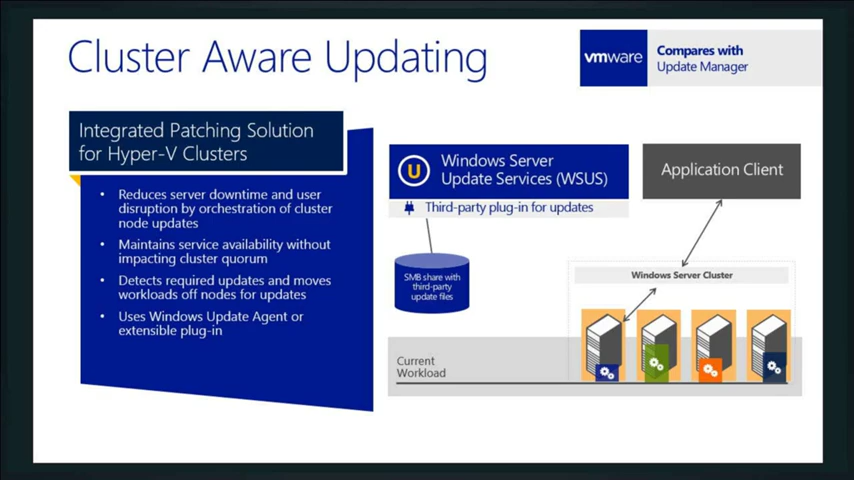 Cluster Aware Updating
vmware
Compares with
Update Manager
Integrated Patching Solution
for Hyper-V Clusters
• Reduces server downtime and user
disruption by orchestration of cluster
node updates
• Maintains service availability without
impacting cluster quorum
• Detects required updates and moves
workloads off nodes for updates
• Uses Windows Update Agent or
extensible plug-in
U
Windows Server
Update Services (WSUS)
Third-party plug-in for updates
SMB share with
third-party
update files
Application Client
Windows Server Cluster
Current
Workload